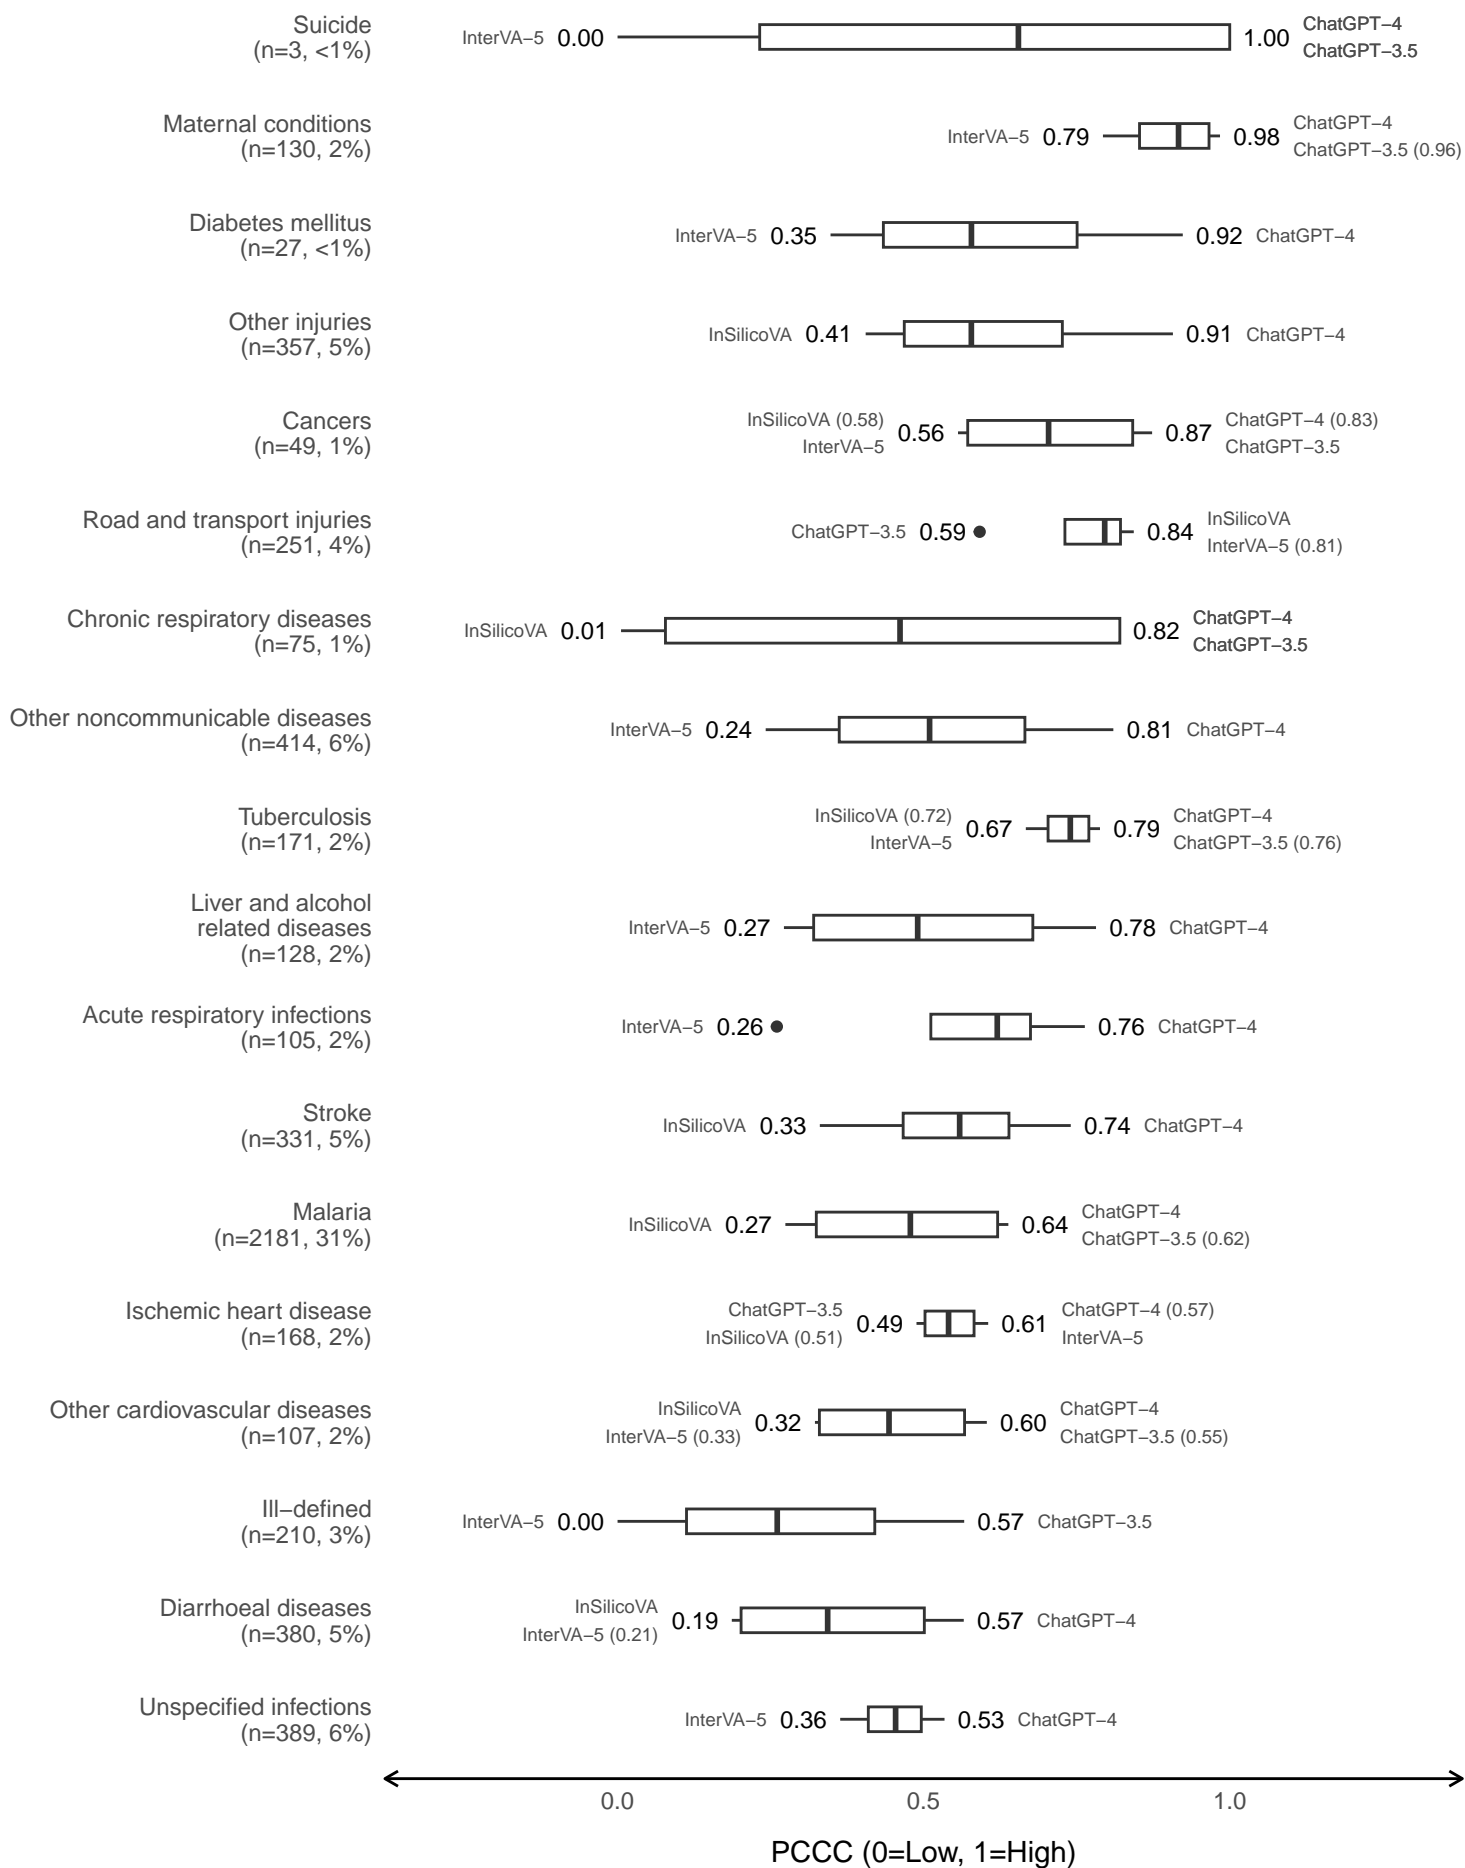 Suicide
(n=3, <1%)
InterVA−5 0.00
1.00
ChatGPT−4
ChatGPT−3.5
Maternal conditions
(n=130, 2%)
InterVA−5 0.79
0.98
ChatGPT−4
ChatGPT−3.5 (0.96)
Diabetes mellitus
(n=27, <1%)
InterVA−5 0.35
0.92 ChatGPT−4
Other injuries
(n=357, 5%)
InSilicoVA 0.41
0.91 ChatGPT−4
Cancers
(n=49, 1%)
InSilicoVA (0.58)
InterVA−5
0.56
0.87
ChatGPT−4 (0.83)
ChatGPT−3.5
Road and transport injuries
(n=251, 4%)
ChatGPT−3.5 0.59
0.84
InSilicoVA
InterVA−5 (0.81)
Chronic respiratory diseases
(n=75, 1%)
InSilicoVA 0.01
0.82
ChatGPT−4
ChatGPT−3.5
Other noncommunicable diseases
(n=414, 6%)
InterVA−5 0.24
0.81 ChatGPT−4
Tuberculosis
(n=171, 2%)
InSilicoVA (0.72)
InterVA−5
0.67
0.79
ChatGPT−4
ChatGPT−3.5 (0.76)
Liver and alcohol
related diseases
(n=128, 2%)
InterVA−5 0.27
0.78 ChatGPT−4
Acute respiratory infections
(n=105, 2%)
InterVA−5 0.26
0.76 ChatGPT−4
Stroke
(n=331, 5%)
InSilicoVA 0.33
0.74 ChatGPT−4
Malaria
(n=2181, 31%)
InSilicoVA 0.27
0.64
ChatGPT−4
ChatGPT−3.5 (0.62)
Ischemic heart disease
(n=168, 2%)
ChatGPT−3.5
InSilicoVA (0.51)
0.49
0.61
ChatGPT−4 (0.57)
InterVA−5
Other cardiovascular diseases
(n=107, 2%)
InSilicoVA
InterVA−5 (0.33)
0.32
0.60
ChatGPT−4
ChatGPT−3.5 (0.55)
Ill−defined
(n=210, 3%)
InterVA−5 0.00
0.57 ChatGPT−3.5
Diarrhoeal diseases
(n=380, 5%)
InSilicoVA
InterVA−5 (0.21)
0.19
0.57 ChatGPT−4
Unspecified infections
(n=389, 6%)
InterVA−5 0.36
0.53 ChatGPT−4
0.0 0.5 1.0
PCCC (0=Low, 1=High)